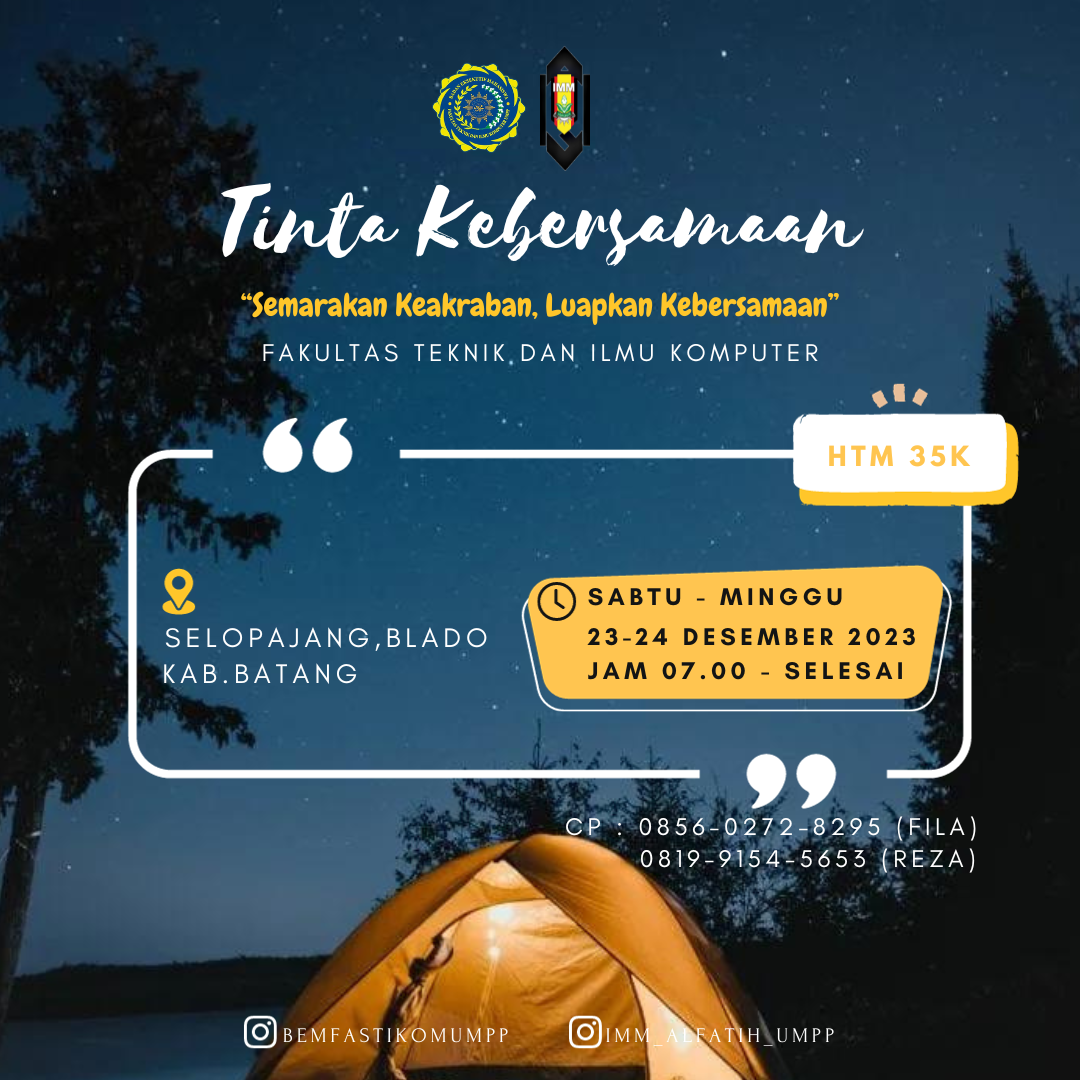 IMM
Tinta Kebersamaan
“Semarakan Keakraban, Luapkan Kebersamaan”
FAKULTAS TEKNIK DAN ILMU KOMPUTER
HTM 35K
SELOPAJANG,BLADO
KAB.BATANG
SABTU - MINGGU
23-24 DESEMBER 2023
JAM 07.00 - SELESAI
CP : 0856-0272-8295 (FILA)
0819-9154-5653 (REZA)
BEMFASTIKOMUMPP
IMM_ALFATIH_UMPP